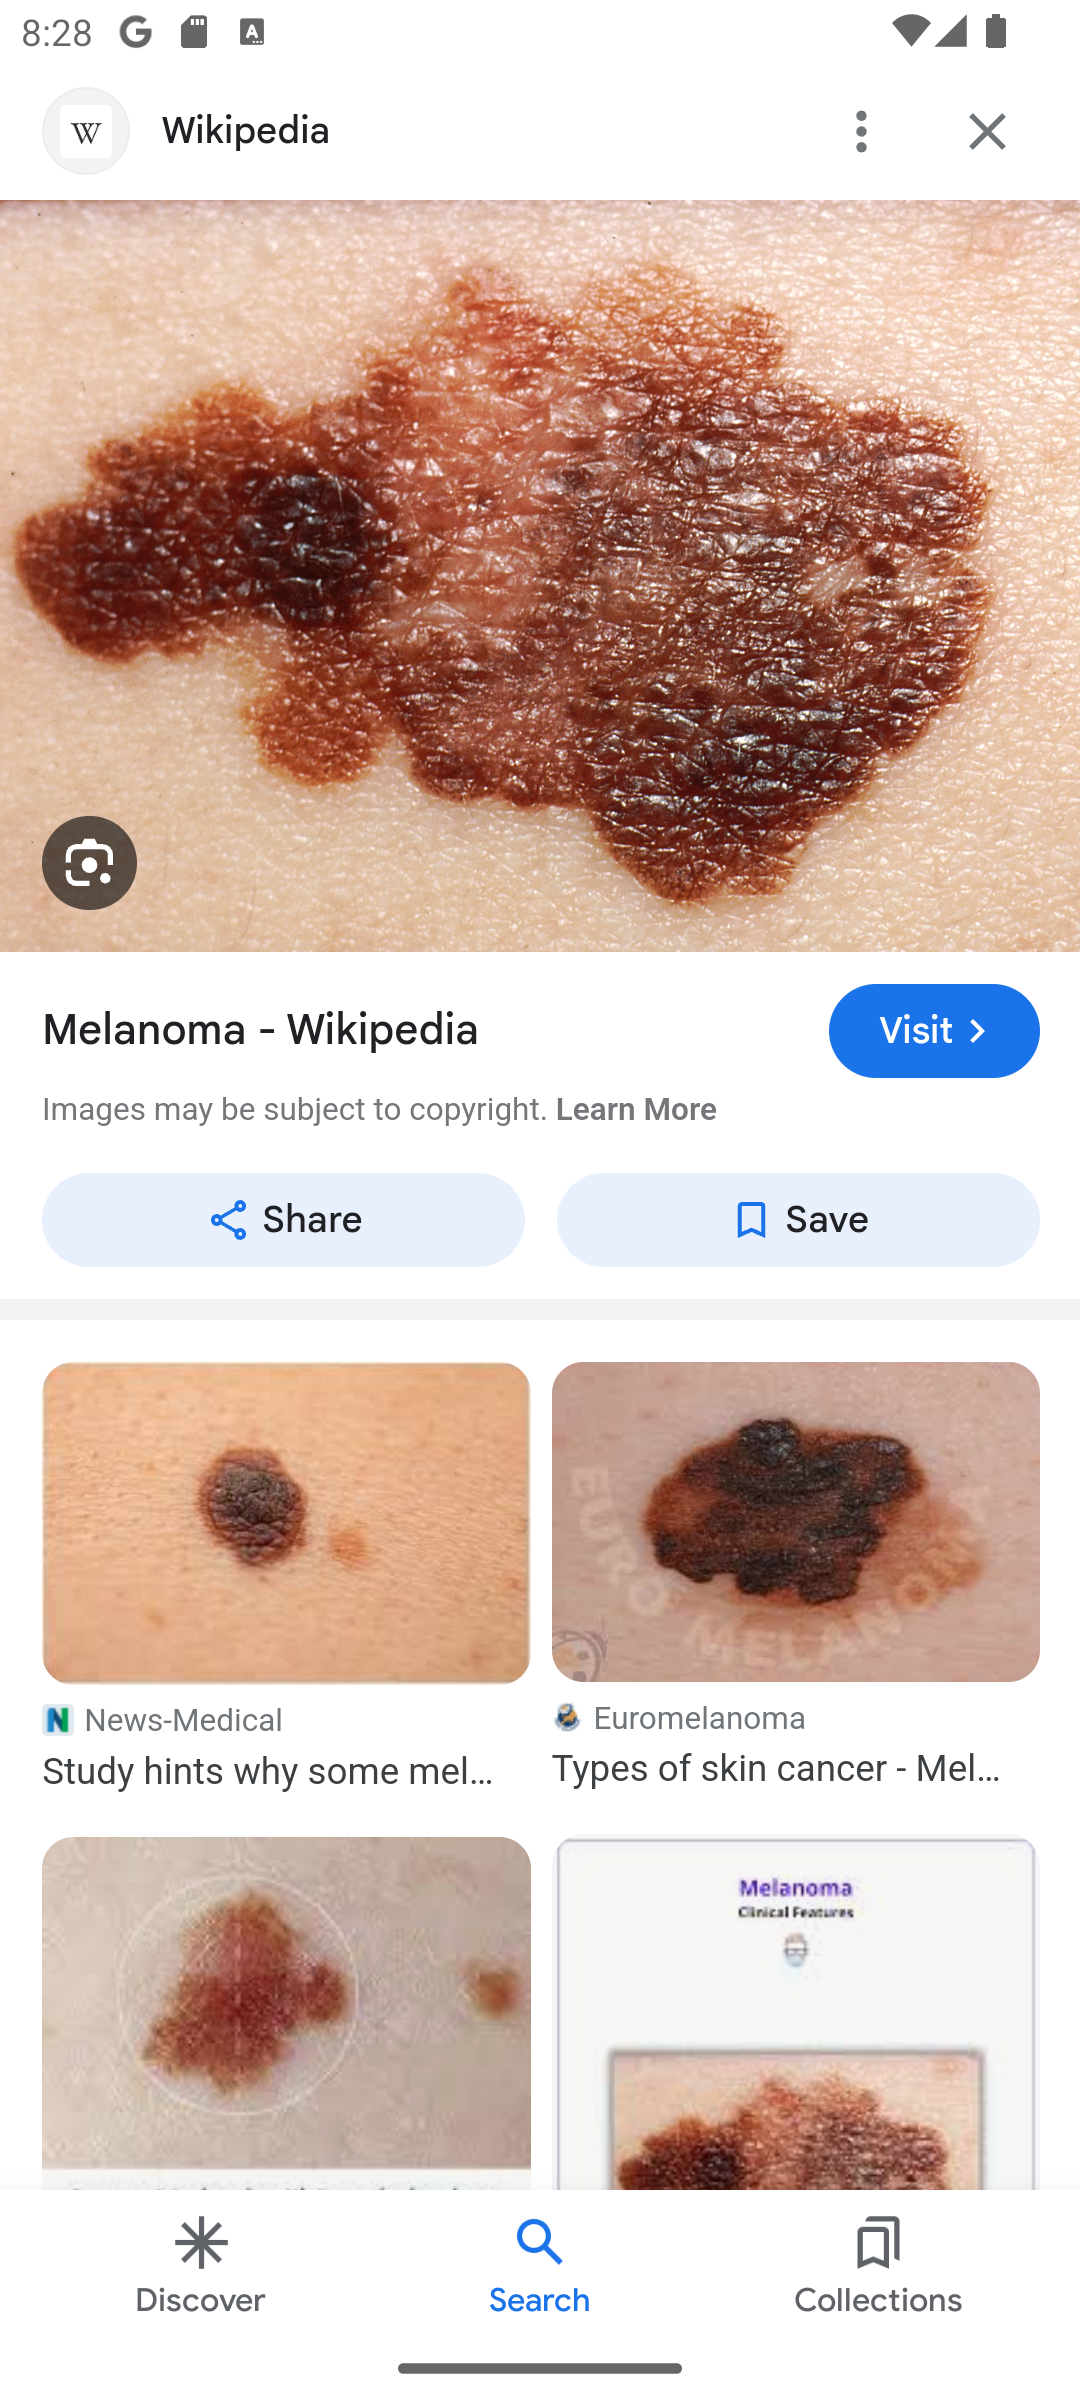 8:28
Wikipedia
Melanoma - Wikipedia
Visit
Images may be subject to copyright. Learn More
Share
Save
EURO MELANOMA
News-Medical
Study hints why some mel...
Euromelanoma
Types of skin cancer - Mel...
Melanoma
Clinical Features
Discover
Search
Collections